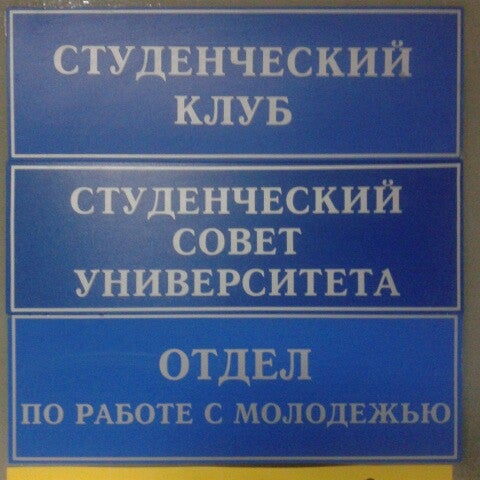 СТУДЕНЧЕСКИЙ
КЛУБ
СТУДЕНЧЕСКИЙ
СОВЕТ
УНИВЕРСИТЕТА
ОТДЕЛ
ПО РАБОТЕ С МОЛОДЕЖЬЮ